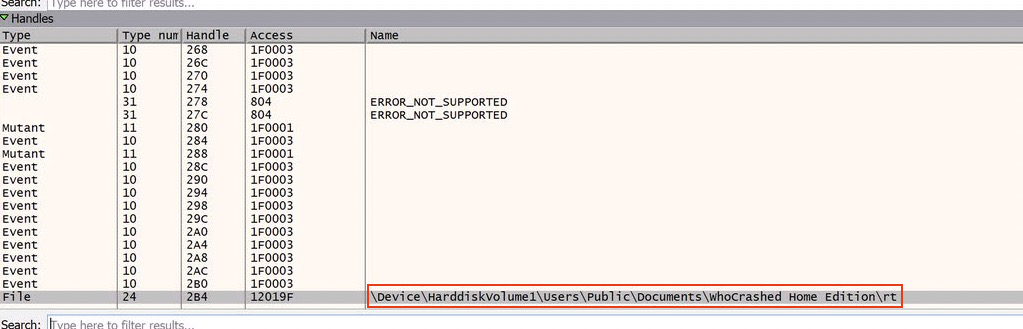 Search: Type here to filter results...
Handles
Type Type num Handle Access Name
Event 10 268 1F0003
Event 10 26C 1F0003
Event 10 270 1F0003
Event 10 274 1F0003
31 278 804 ERROR_NOT_SUPPORTED
31 27C 804 ERROR_NOT_SUPPORTED
Mutant 11 280 1F0001
Event 10 284 1F0003
Mutant 11 288 1F0001
Event 10 28C 1F0003
Event 10 290 1F0003
Event 10 294 1F0003
Event 10 298 1F0003
Event 10 29C 1F0003
Event 10 2A0 1F0003
Event 10 2A4 1F0003
Event 10 2A8 1F0003
Event 10 2AC 1F0003
Event 10 2B0 1F0003
File 24 2B4 12019F \Device\HarddiskVolume1\Users\Public\Documents\WhoCrashed Home Edition\rt
Search: Type here to filter results...